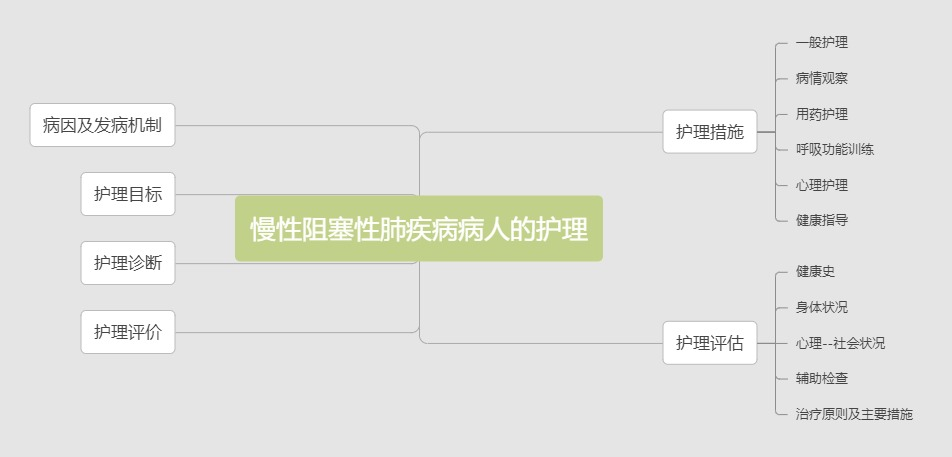 慢性阻塞性肺疾病病人的护理
病因及发病机制
护理目标
护理诊断
护理评价
护理措施
一般护理
病情观察
用药护理
呼吸功能训练
心理护理
健康指导
护理评估
健康史
身体状况
心理--社会状况
辅助检查
治疗原则及主要措施